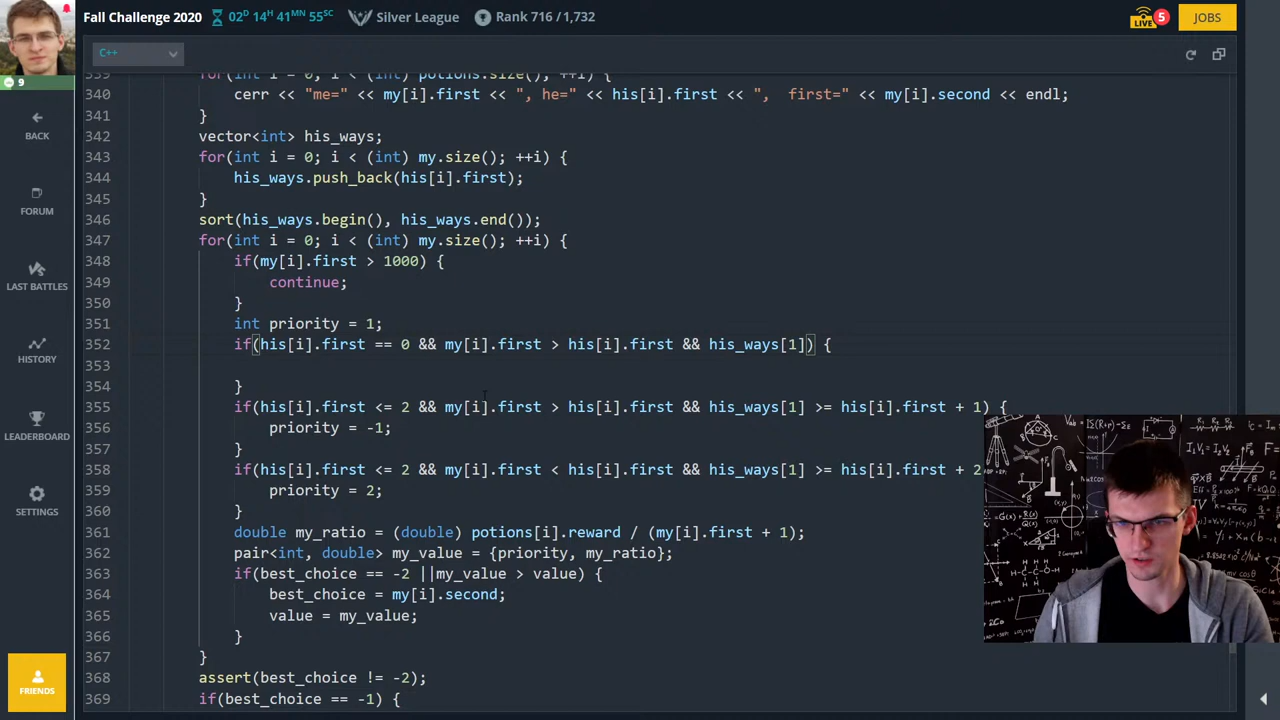 Fall Challenge 2020 02D 14H 41MN 55SC Silver League Rank 716 / 1,732 LIVE 5 JOBS
C++
9
BACK
FORUM
LAST BATTLES
HISTORY
LEADERBOARD
SETTINGS
FRIENDS
339 for(int i = 0; i < (int) potions.size(); ++i) {
340 cerr << "me=" << my[i].first << ", he=" << his[i].first << ",  first=" << my[i].second << endl;
341 }
342 vector<int> his_ways;
343 for(int i = 0; i < (int) my.size(); ++i) {
344 his_ways.push_back(his[i].first);
345 }
346 sort(his_ways.begin(), his_ways.end());
347 for(int i = 0; i < (int) my.size(); ++i) {
348 if(my[i].first > 1000) {
349 continue;
350 }
351 int priority = 1;
352 if(his[i].first == 0 && my[i].first > his[i].first && his_ways[1]) {
353
354 }
355 if(his[i].first <= 2 && my[i].first > his[i].first && his_ways[1] >= his[i].first + 1) {
356 priority = -1;
357 }
358 if(his[i].first <= 2 && my[i].first < his[i].first && his_ways[1] >= his[i].first + 2
359 priority = 2;
360 }
361 double my_ratio = (double) potions[i].reward / (my[i].first + 1);
362 pair<int, double> my_value = {priority, my_ratio};
363 if(best_choice == -2 ||my_value > value) {
364 best_choice = my[i].second;
365 value = my_value;
366 }
367 }
368 assert(best_choice != -2);
369 if(best_choice == -1) {